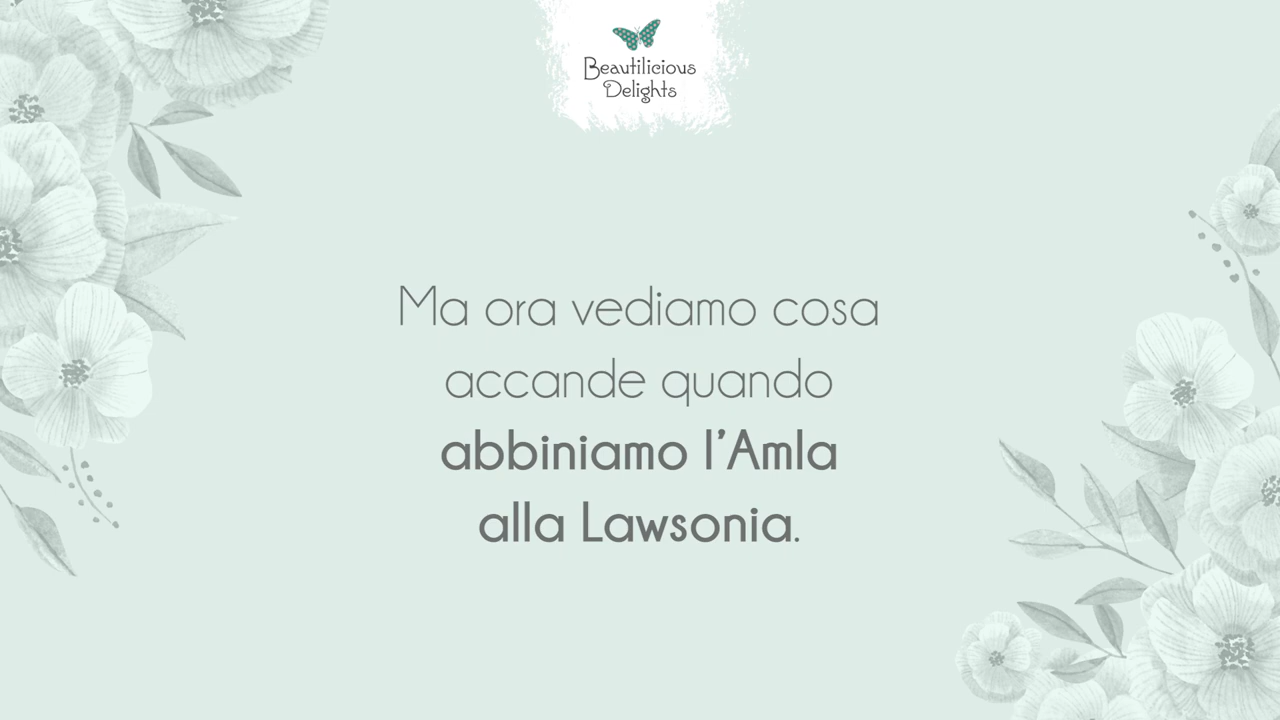 Beautilicious
Delights
Ma ora vediamo cosa
accande quando
abbiniamo l’Amla
alla Lawsonia.